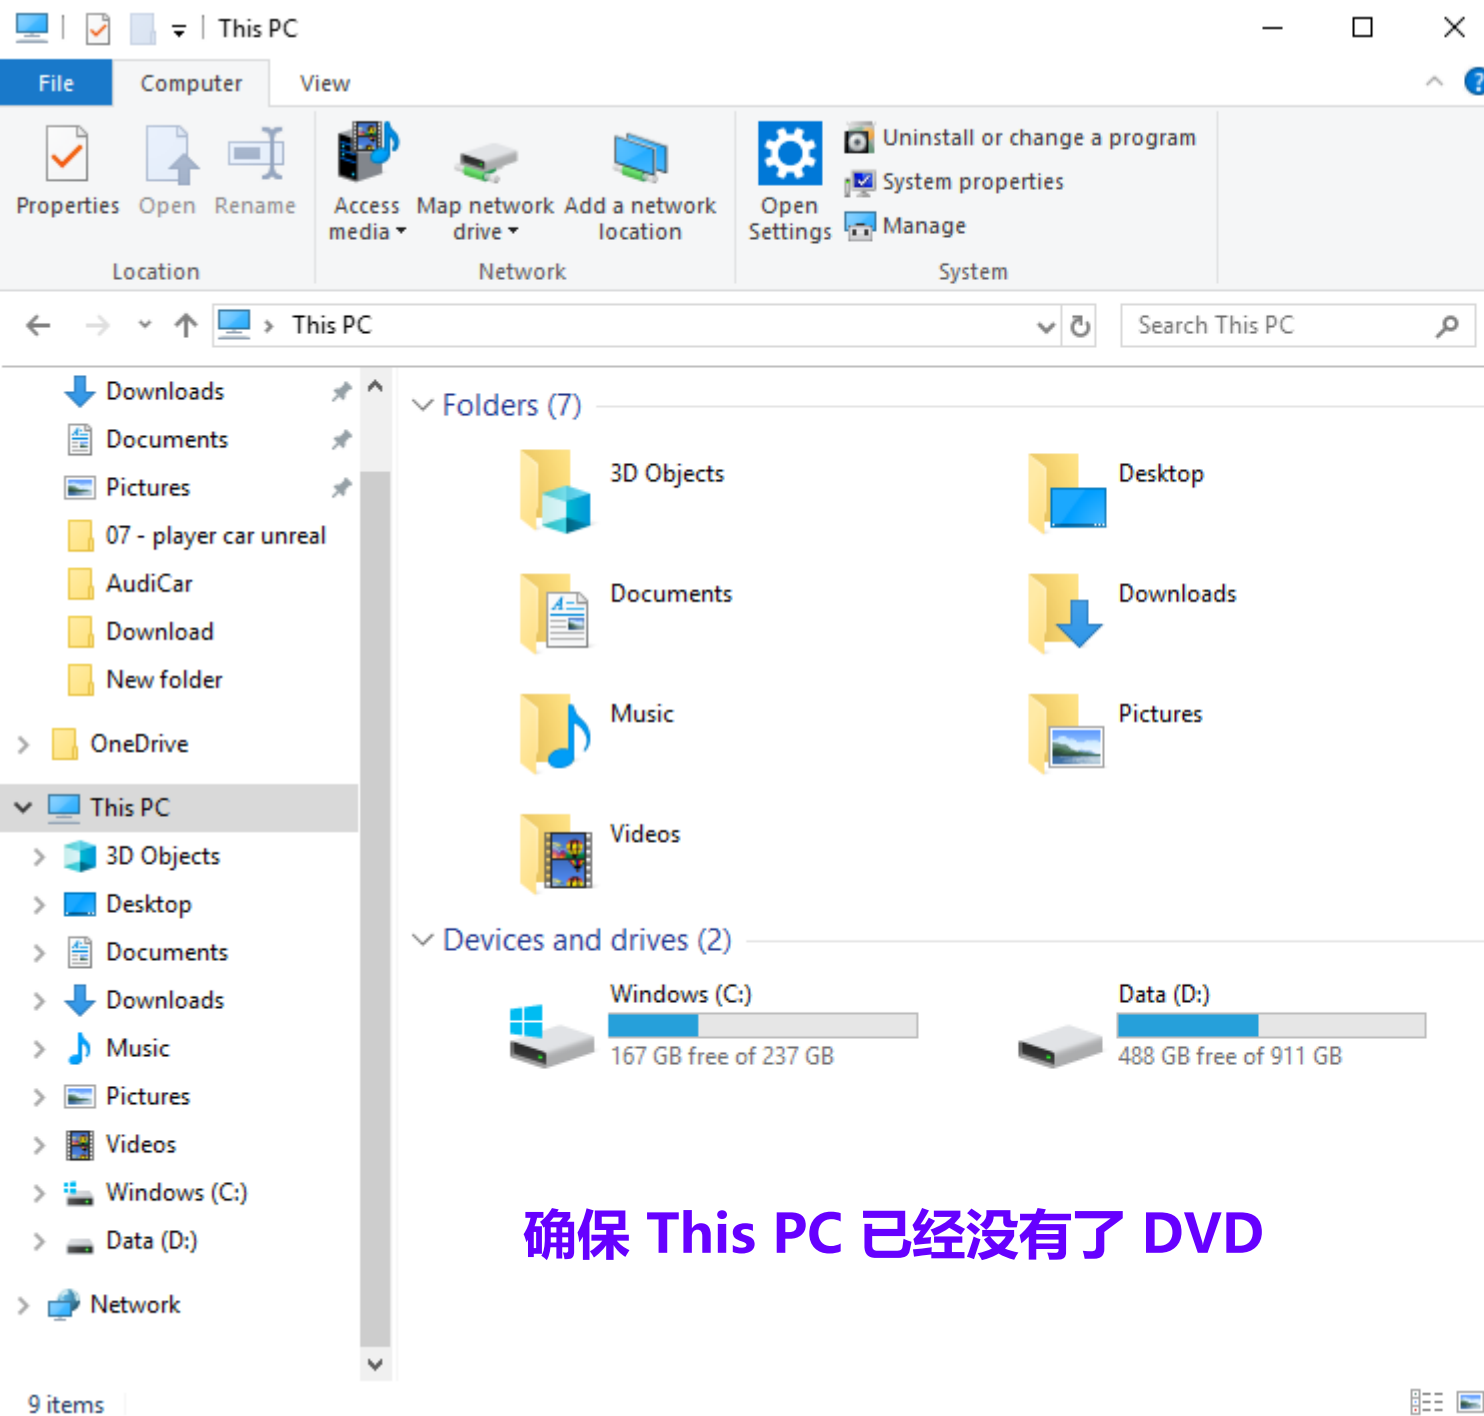 This PC
File Computer View
Properties Open Rename Access media Map network drive Add a network location Open Settings Uninstall or change a program
System properties
Manage
Location Network System
This PC Search This PC
Downloads
Documents
Pictures
07 - player car unreal
AudiCar
Download
New folder
OneDrive
This PC
3D Objects
Desktop
Documents
Downloads
Music
Pictures
Videos
Windows (C:)
Data (D:)
Network
Folders (7)
3D Objects
Desktop
Documents
Downloads
Music
Pictures
Videos
Devices and drives (2)
Windows (C:)
167 GB free of 237 GB
Data (D:)
488 GB free of 911 GB
确保 This PC 已经没有了 DVD
9 items